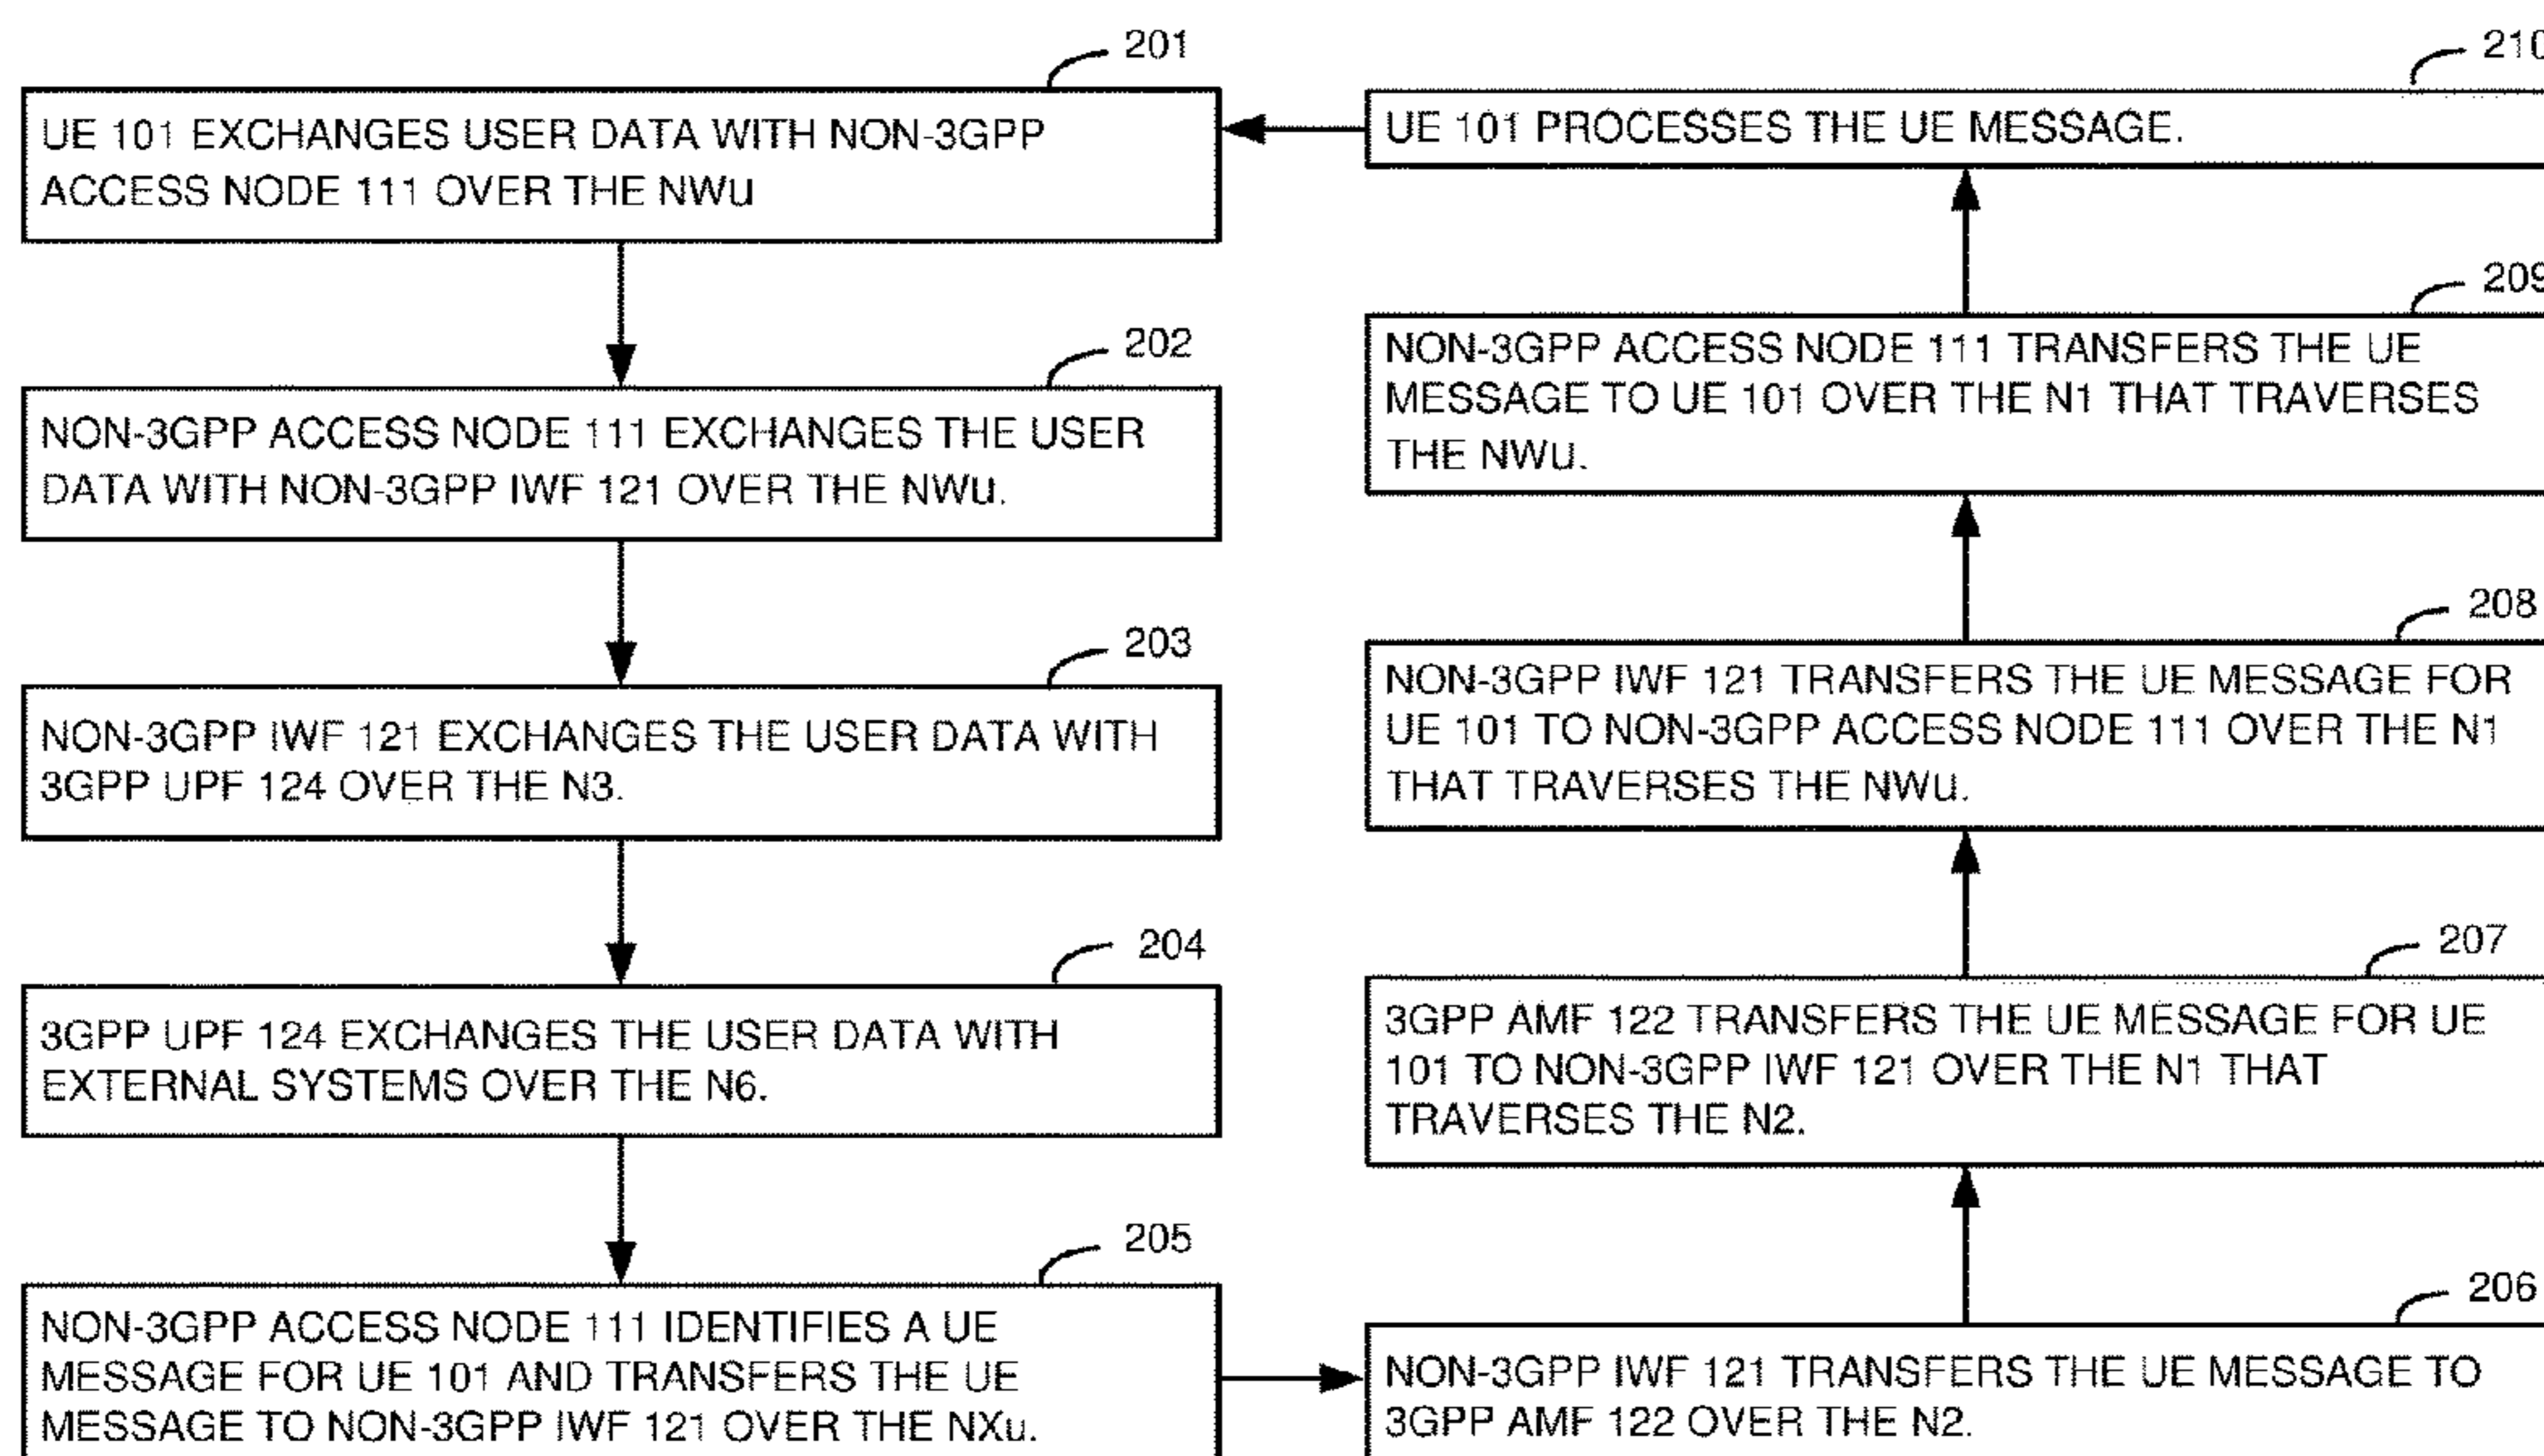 201
UE 101 EXCHANGES USER DATA WITH NON-3GPP
ACCESS NODE 111 OVER THE NWu
202
NON-3GPP ACCESS NODE 111 EXCHANGES THE USER
DATA WITH NON-3GPP IWF 121 OVER THE NWu.
203
NON-3GPP IWF 121 EXCHANGES THE USER DATA WITH
3GPP UPF 124 OVER THE N3.
204
3GPP UPF 124 EXCHANGES THE USER DATA WITH
EXTERNAL SYSTEMS OVER THE N6.
205
NON-3GPP ACCESS NODE 111 IDENTIFIES A UE
MESSAGE FOR UE 101 AND TRANSFERS THE UE
MESSAGE TO NON-3GPP IWF 121 OVER THE NXu.
206
NON-3GPP IWF 121 TRANSFERS THE UE MESSAGE TO
3GPP AMF 122 OVER THE N2.
207
3GPP AMF 122 TRANSFERS THE UE MESSAGE FOR UE
101 TO NON-3GPP IWF 121 OVER THE N1 THAT
TRAVERSES THE N2.
208
NON-3GPP IWF 121 TRANSFERS THE UE MESSAGE FOR
UE 101 TO NON-3GPP ACCESS NODE 111 OVER THE N1
THAT TRAVERSES THE NWu.
209
NON-3GPP ACCESS NODE 111 TRANSFERS THE UE
MESSAGE TO UE 101 OVER THE N1 THAT TRAVERSES
THE NWu.
210
UE 101 PROCESSES THE UE MESSAGE.